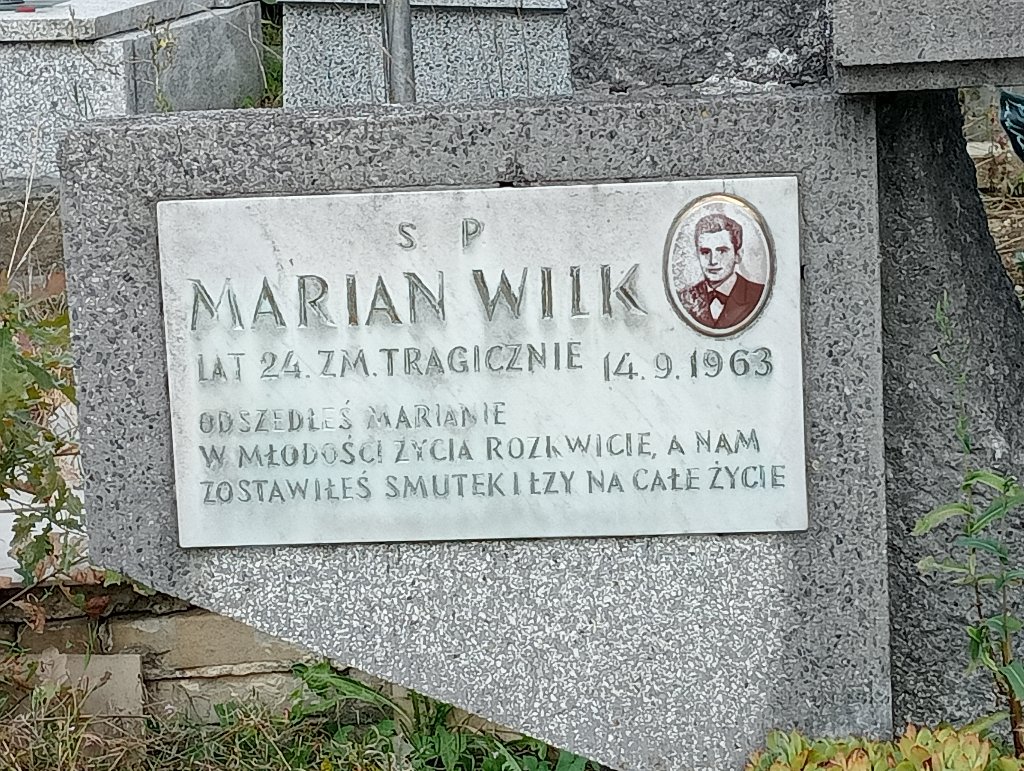 S P
MARIAN WILK
LAT 24. ZM. TRAGICZNIE 14.9.1963
ODSZEDŁEŚ MARIANIE
W MŁODOŚCI ŻYCIA ROZKWICIE, A NAM
ZOSTAWIŁEŚ SMUTEK I ŁZY NA CAŁE ŻYCIE